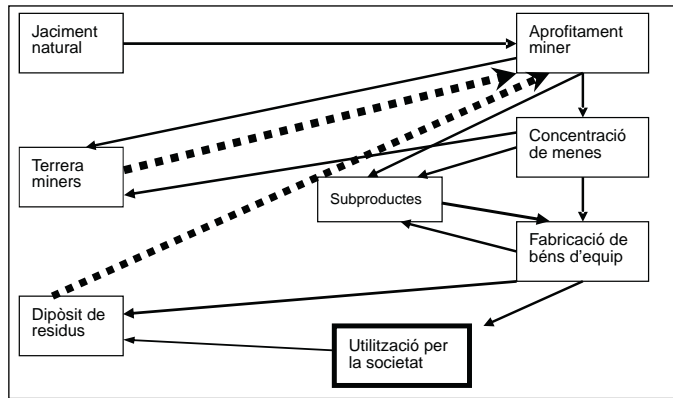 Jaciment
natural
Aprofitament
miner
Terrera
miners
Concentració
de menes
Subproductes
Fabricació de
béns d'equip
Dipòsit de
residus
Utilització per
la societat